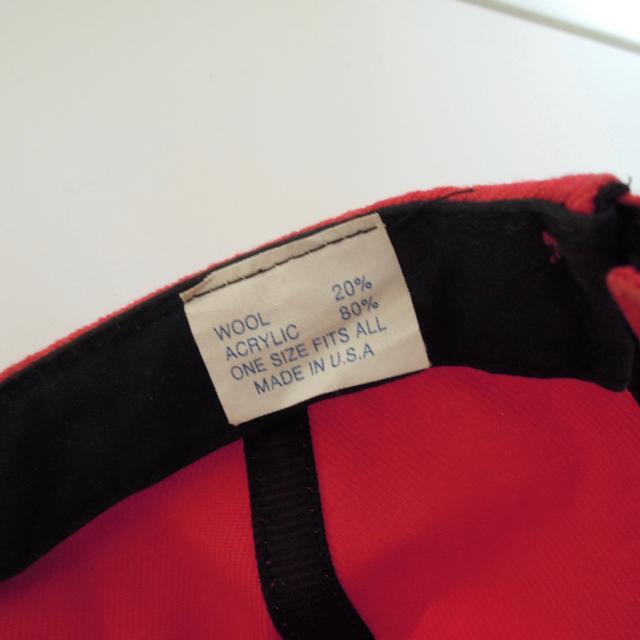 WOOL 20%
ACRYLIC 80%
ONE SIZE FITS ALL
MADE IN U.S.A